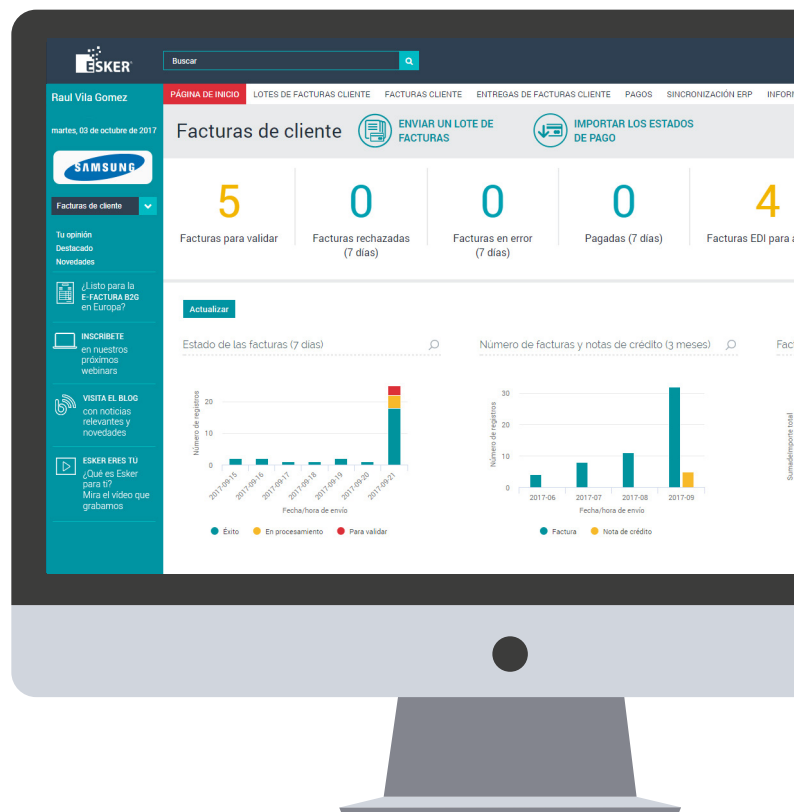 ESKER
Buscar
Raul Vila Gomez
PÁGINA DE INICIO
LOTES DE FACTURAS CLIENTE
FACTURAS CLIENTE
ENTREGAS DE FACTURAS CLIENTE
PAGOS
SINCRONIZACIÓN ERP
INFORM
martes, 03 de octubre de 2017
Facturas de cliente
ENVIAR UN LOTE DE
FACTURAS
IMPORTAR LOS ESTADOS
DE PAGO
SAMSUNG
Facturas de cliente
Tu opinión
Destacado
Novedades
¿Listo para la
E-FACTURA B2G
en Europa?
INSCRIBETE
en nuestros
próximos
webinars
VISITA EL BLOG
con noticias
relevantes y
novedades
ESKER ERES TÚ
¿Qué es Esker
para ti?
Mira el vídeo que
grabamos
5
Facturas para validar
0
Facturas rechazadas
(7 días)
0
Facturas en error
(7 días)
0
Pagadas (7 días)
4
Facturas EDI para a
Actualizar
Estado de las facturas (7 días)
Número de registros
20
10
0
2017-09-15
2017-09-16
2017-09-17
2017-09-18
2017-09-19
2017-09-20
2017-09-21
Fecha/hora de envío
Éxito
En procesamiento
Para validar
Número de facturas y notas de crédito (3 meses)
Número de registros
30
20
10
0
2017-06
2017-07
2017-08
2017-09
Fecha/hora de envío
Factura
Nota de crédito
Fac
SumadeImporte total